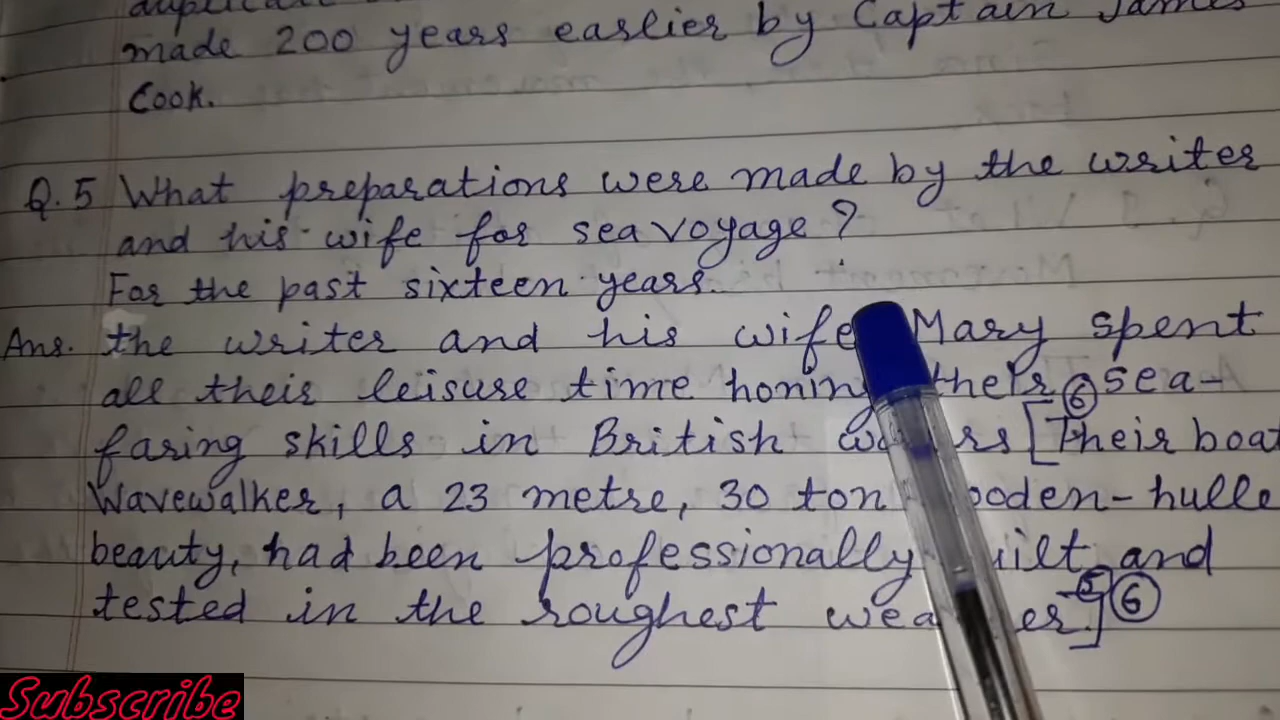 made 200 years earlier by Captain James
Cook.
Q.5 What preparations were made by the writer
and his wife for sea voyage?
For the past sixteen years.
Ans. the writer and his wife Mary spent
all their leisure time honing their ⑥ sea-
faring skills in British [Their boat
Wavewalker, a 23 metre, 30 ton
beauty, had been professionally and
tested in the roughest ⑤] ⑥
Subscribe